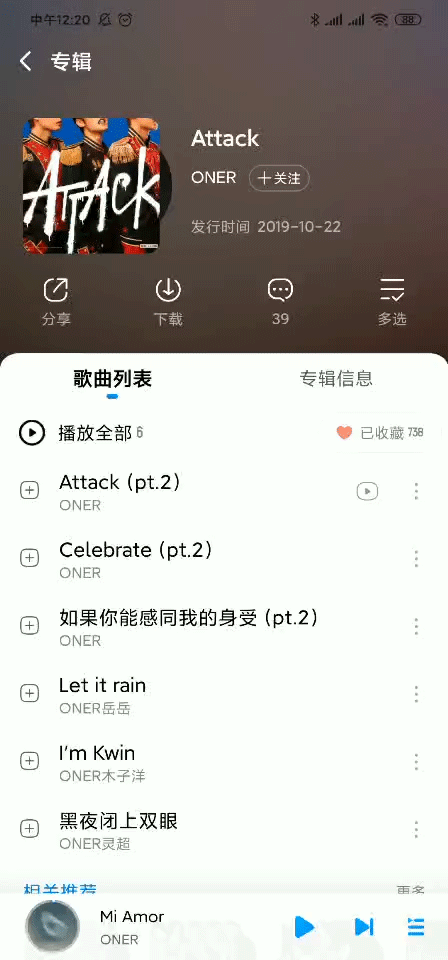 中午12:20
88
专辑
ATTACK
Attack
ONER
关注
发行时间 2019-10-22
分享
下载
39
多选
歌曲列表
专辑信息
播放全部 6
已收藏 738
Attack (pt.2)
ONER
Celebrate (pt.2)
ONER
如果你能感同我的身受 (pt.2)
ONER
Let it rain
ONER岳岳
I'm Kwin
ONER木子洋
黑夜闭上双眼
ONER灵超
相关推荐
更多
Mi Amor
ONER